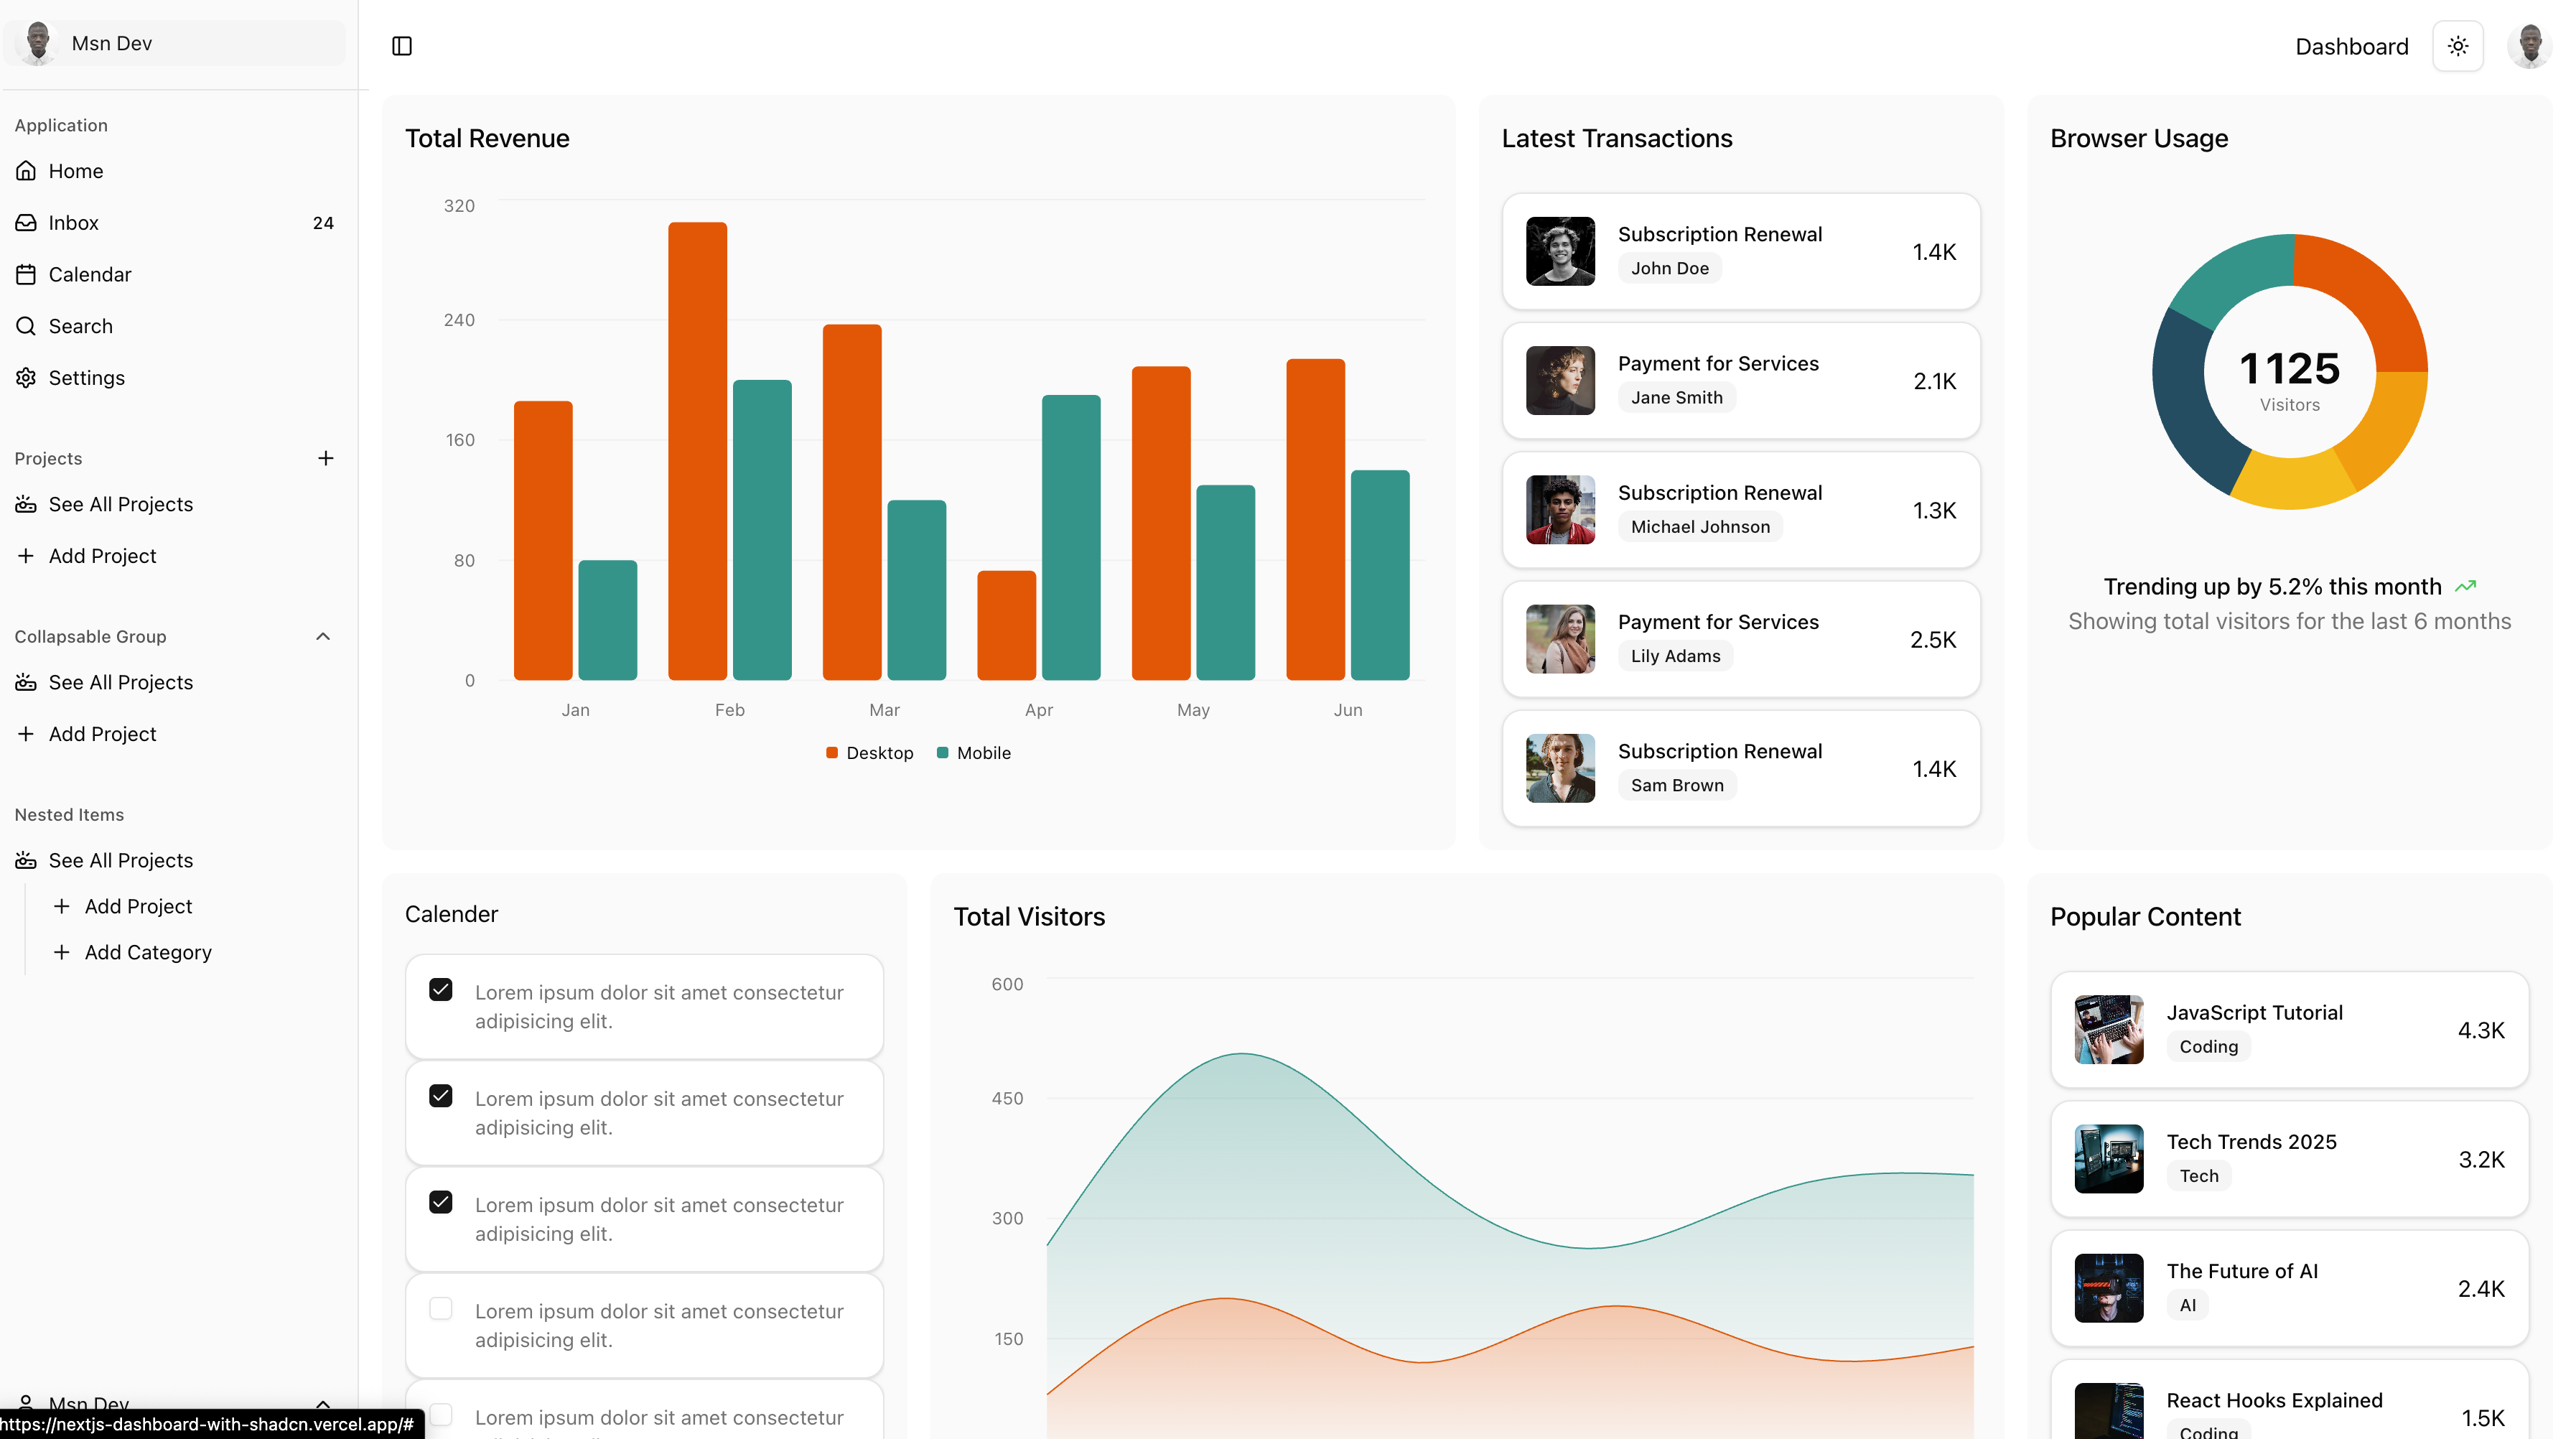 Msn Dev
Application
Home
Inbox 24
Calendar
Search
Settings
Projects
See All Projects
Add Project
Collapsable Group
See All Projects
Add Project
Nested Items
See All Projects
Add Project
Add Category
Msn Dev
https://nextjs-dashboard-with-shadcn.vercel.app/#
Dashboard
Total Revenue
320
240
160
80
0
Jan Feb Mar Apr May Jun
Desktop Mobile
Latest Transactions
Subscription Renewal
John Doe
1.4K
Payment for Services
Jane Smith
2.1K
Subscription Renewal
Michael Johnson
1.3K
Payment for Services
Lily Adams
2.5K
Subscription Renewal
Sam Brown
1.4K
Browser Usage
1125
Visitors
Trending up by 5.2% this month
Showing total visitors for the last 6 months
Calender
Lorem ipsum dolor sit amet consectetur
adipisicing elit.
Lorem ipsum dolor sit amet consectetur
adipisicing elit.
Lorem ipsum dolor sit amet consectetur
adipisicing elit.
Lorem ipsum dolor sit amet consectetur
adipisicing elit.
Lorem ipsum dolor sit amet consectetur
Total Visitors
600
450
300
150
Popular Content
JavaScript Tutorial
Coding
4.3K
Tech Trends 2025
Tech
3.2K
The Future of AI
AI
2.4K
React Hooks Explained
Coding
1.5K